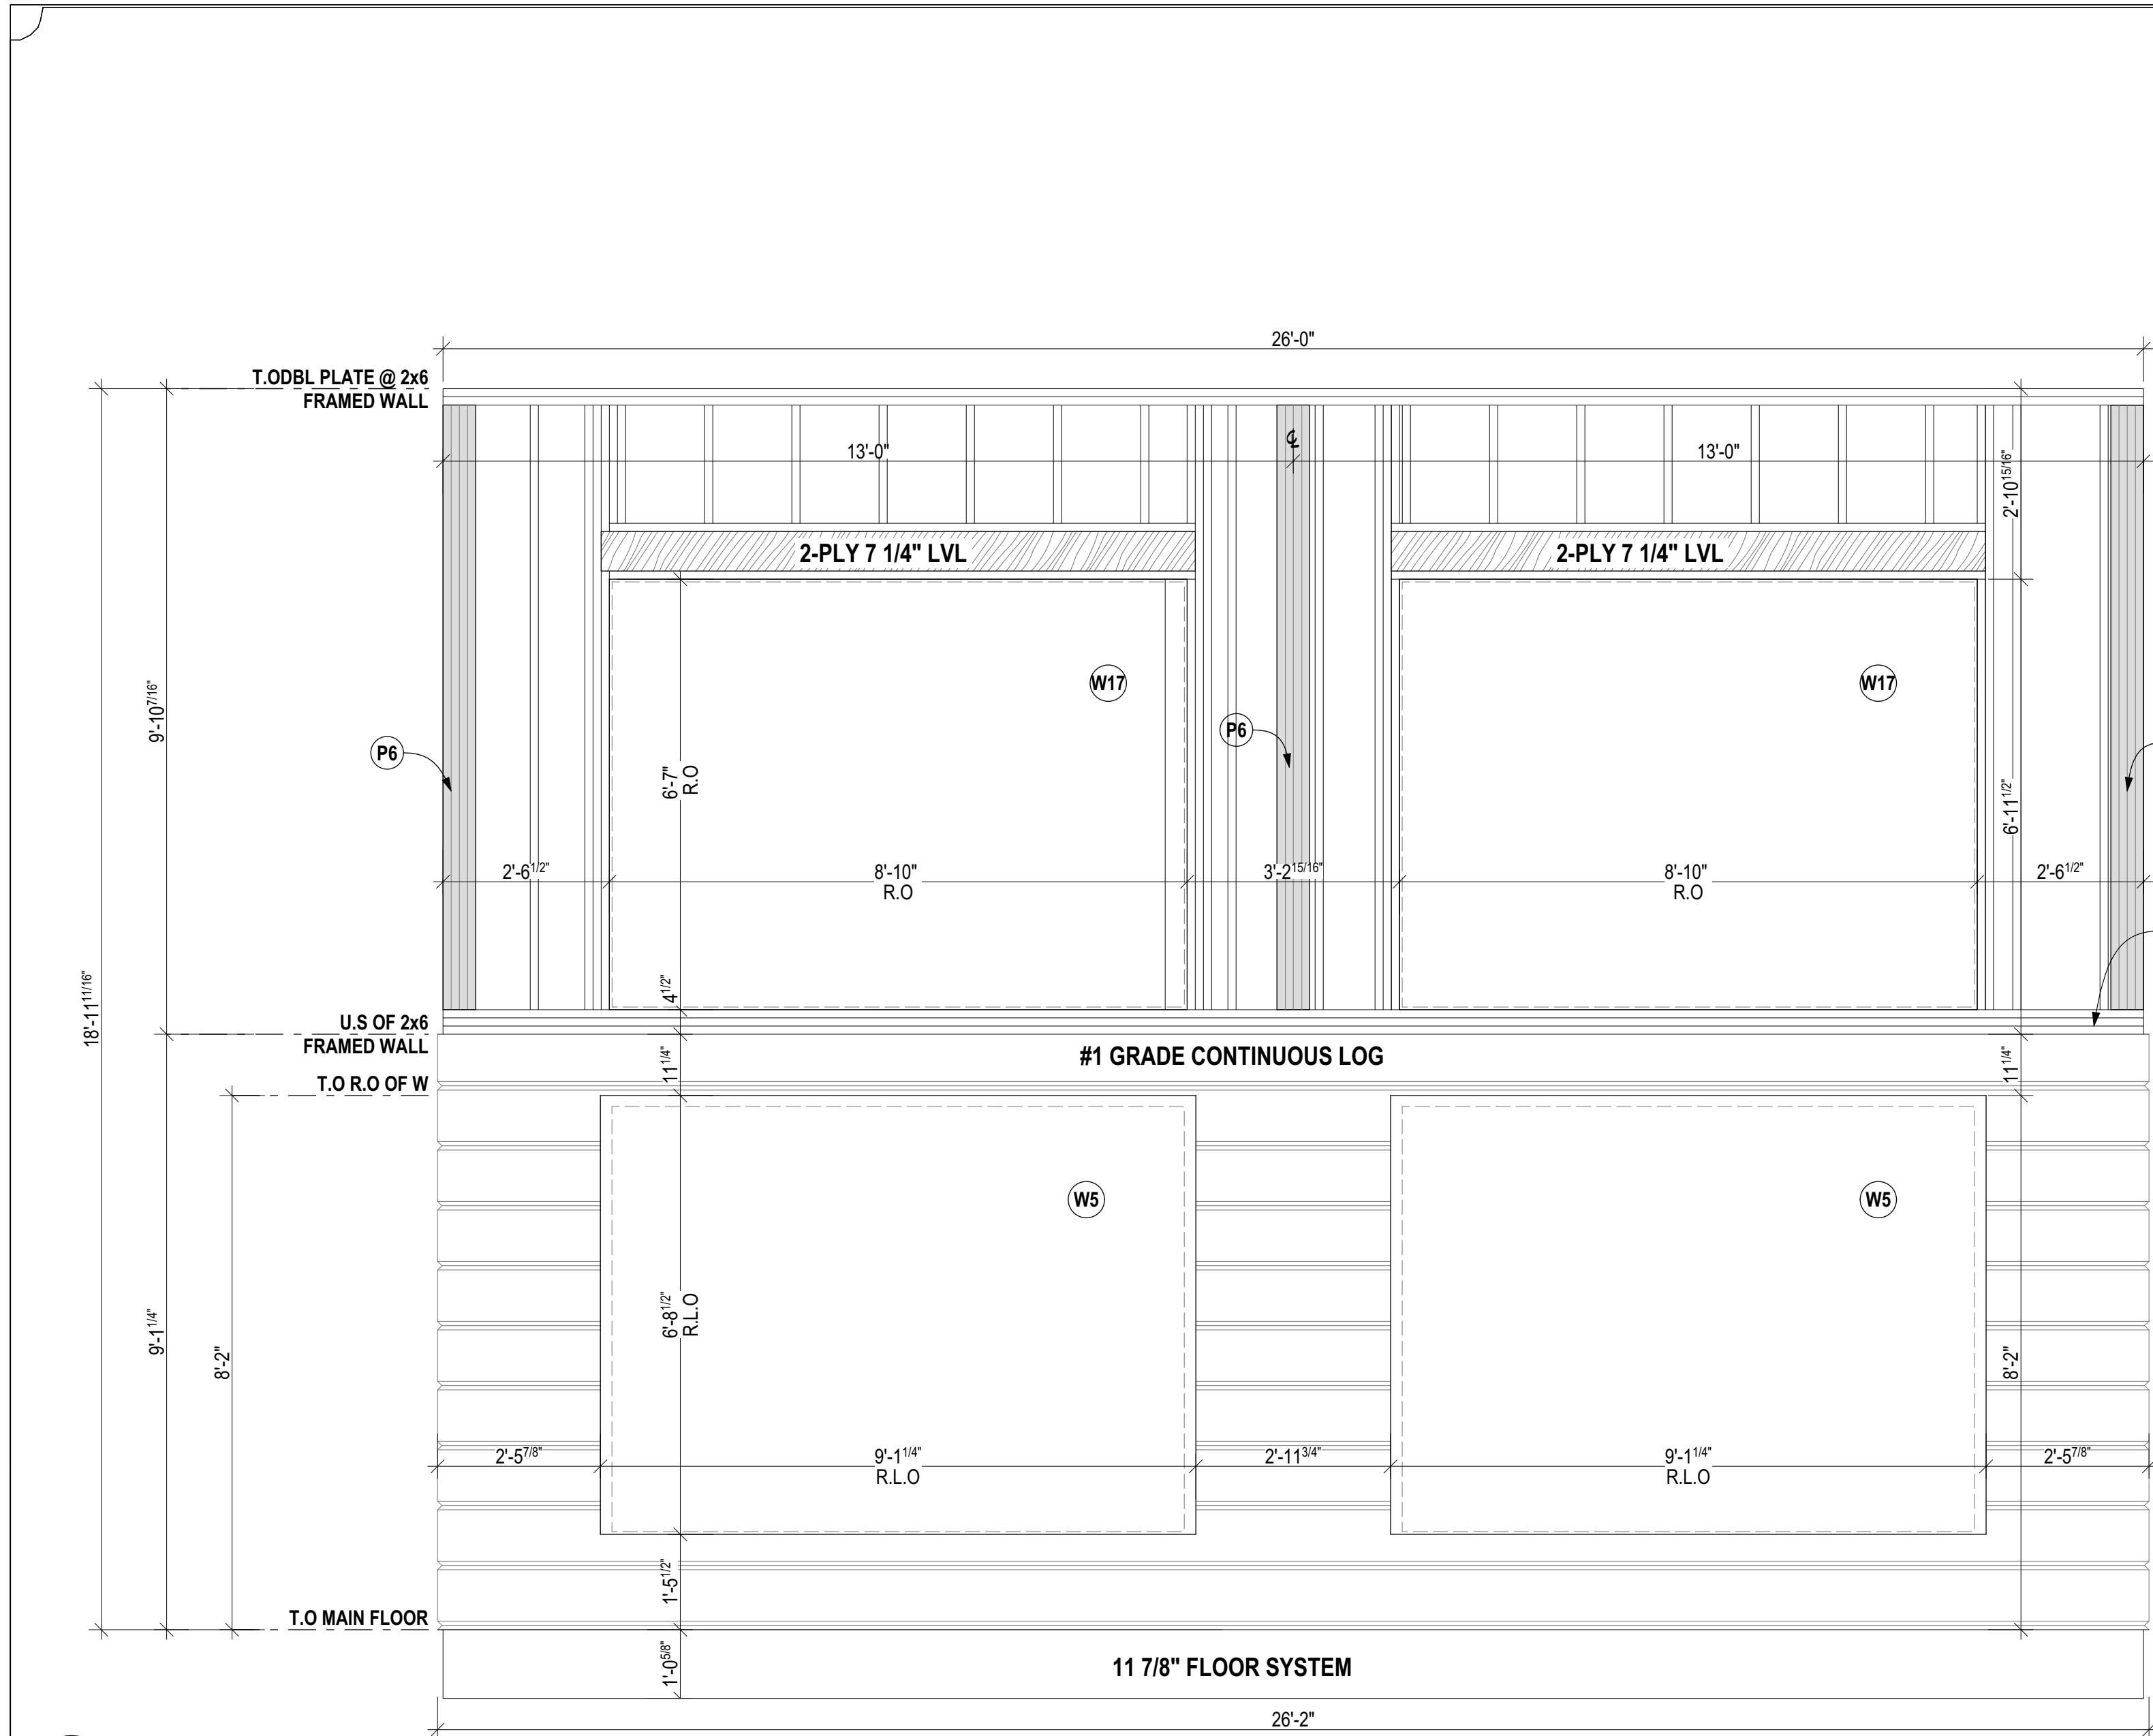 26'-0"
T.ODBL PLATE @ 2x6
FRAMED WALL
13'-0"
13'-0"
2'-10 15/16"
2-PLY 7 1/4" LVL
2-PLY 7 1/4" LVL
W17
W17
9'-10 7/16"
P6
P6
6'-7"
R.O
6'-11 1/2"
2'-6 1/2"
8'-10"
R.O
3'-2 15/16"
8'-10"
R.O
2'-6 1/2"
18'-11 11/16"
4 1/2"
U.S OF 2x6
FRAMED WALL
#1 GRADE CONTINUOUS LOG
11 1/4"
11 1/4"
T.O R.O OF W
W5
W5
9'-1 1/4"
8'-2"
6'-8 1/2"
R.L.O
8'-2"
2'-5 7/8"
9'-1 1/4"
R.L.O
2'-11 3/4"
9'-1 1/4"
R.L.O
2'-5 7/8"
1'-5 1/2"
T.O MAIN FLOOR
1'-0 5/8"
11 7/8" FLOOR SYSTEM
26'-2"